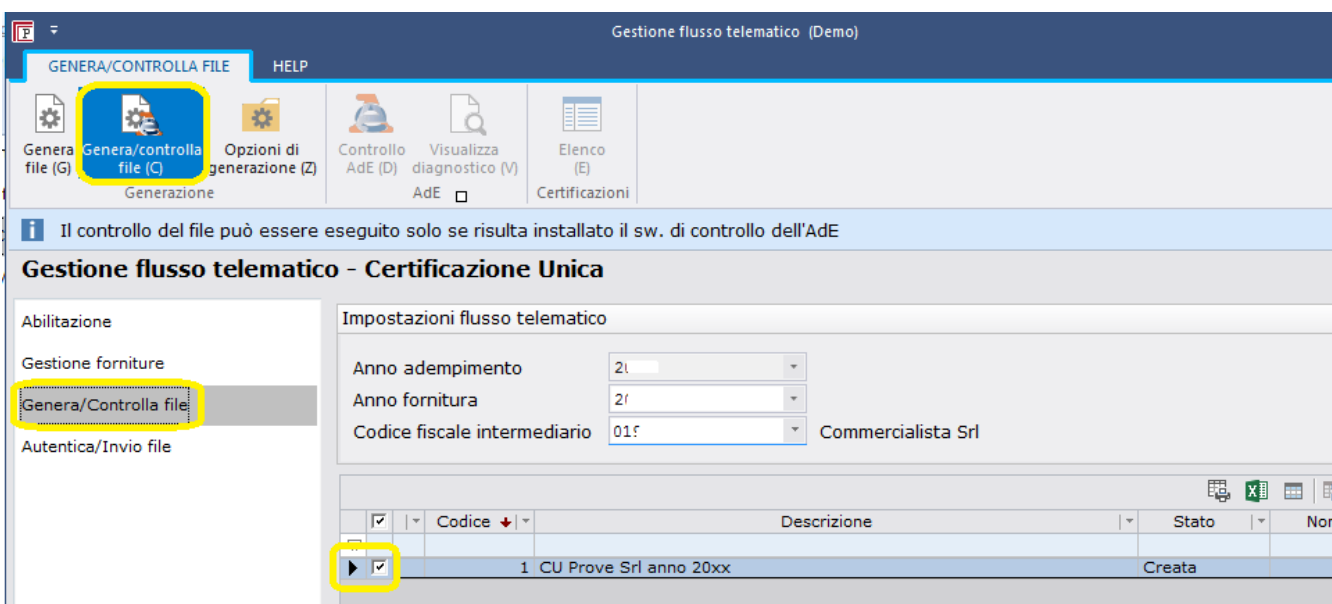 Gestione flusso telematico (Demo)
GENERA/CONTROLLA FILE HELP
Genera file (G)
Genera/controlla file (C)
Opzioni di generazione (Z)
Controllo AdE (D)
Visualizza diagnostico (V)
Elenco (E)
Generazione AdE Certificazioni
Il controllo del file può essere eseguito solo se risulta installato il sw. di controllo dell'AdE
Gestione flusso telematico - Certificazione Unica
Abilitazione
Gestione forniture
Genera/Controlla file
Autentica/Invio file
Impostazioni flusso telematico
Anno adempimento
Anno fornitura
Codice fiscale intermediario 019 Commercialista Srl
Codice Descrizione Stato
1 CU Prove Srl anno 20xx Creata